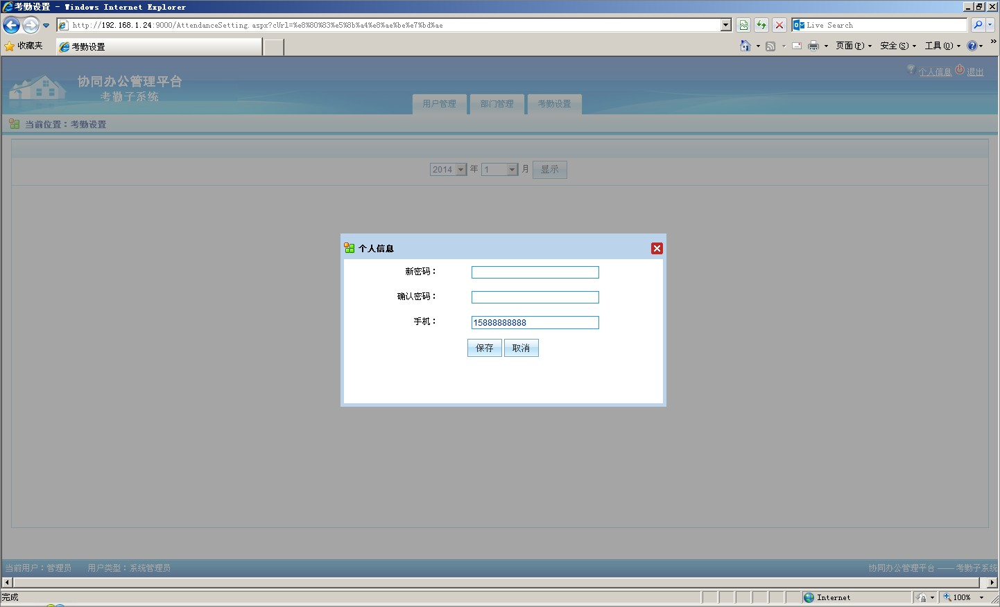 考勤设置 - Windows Internet Explorer
http://192.168.1.24:9000/AttendanceSetting.aspx?cUrl=%e8%80%83%e5%8b%a4%e8%ae%be%e7%bd%ae
Live Search
收藏夹
考勤设置
页面(P)
安全(S)
工具(O)
协同办公管理平台
考勤子系统
个人信息 退出
用户管理 部门管理 考勤设置
当前位置：考勤设置
2014 年 1 月 显示
个人信息
新密码：
确认密码：
手机： 15888888888
保存 取消
当前用户：管理员 用户类型：系统管理员
协同办公管理平台 ——考勤子系统
完成
Internet
100%